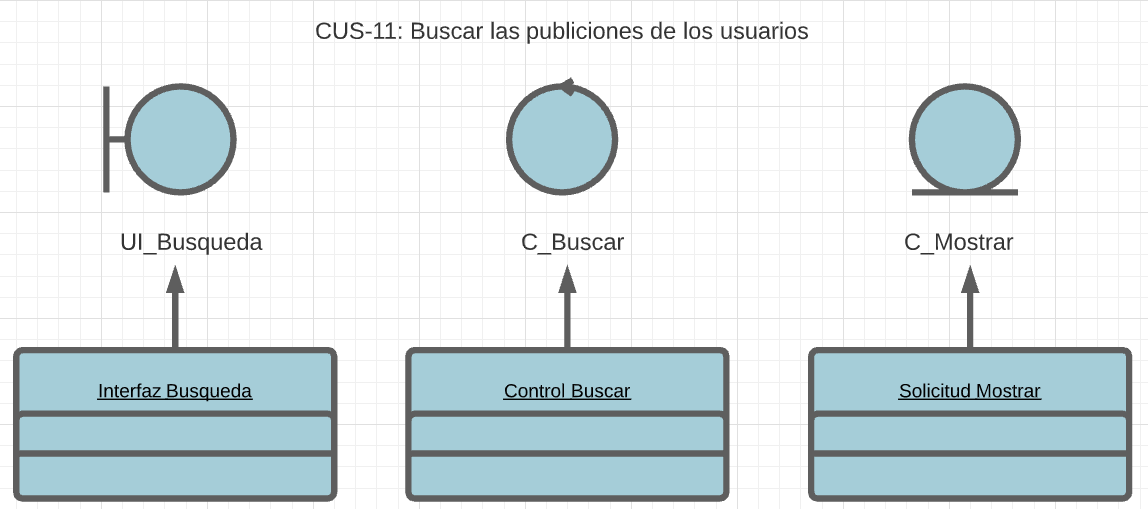 CUS-11: Buscar las publiciones de los usuarios
UI_Busqueda
C_Buscar
C_Mostrar
Interfaz Busqueda
Control Buscar
Solicitud Mostrar